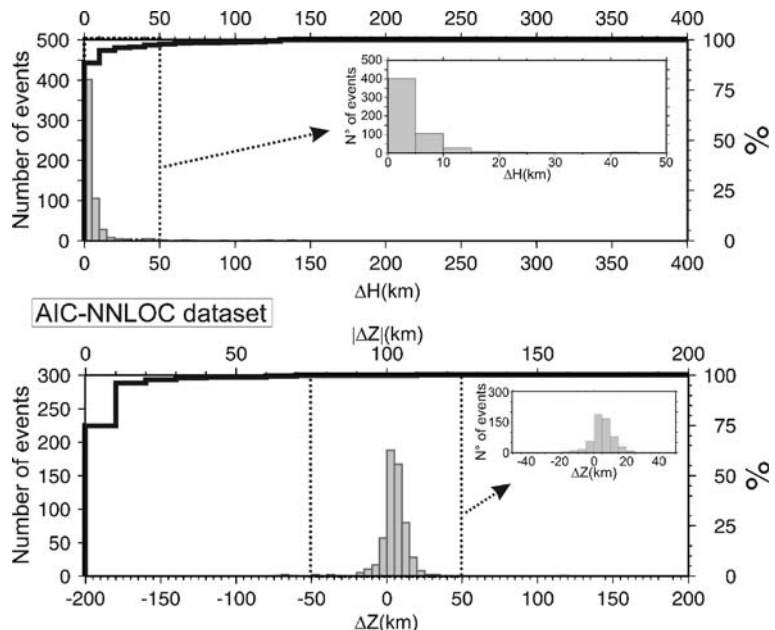 0 50 100 150 200 250 300 350 400
500
400
300
200
100
0
Number of events
100
75
50
25
0
%
500
400
300
200
100
0
N° of events
0 10 20 30 40 50
ΔH(km)
0 50 100 150 200 250 300 350 400
ΔH(km)
AIC-NNLOC dataset
|ΔZ|(km)
0 50 100 150 200
300
250
200
150
100
50
0
Number of events
100
75
50
25
0
%
300
150
0
N° of events
-40 -20 0 20 40
ΔZ(km)
-200 -150 -100 -50 0 50 100 150 200
ΔZ(km)